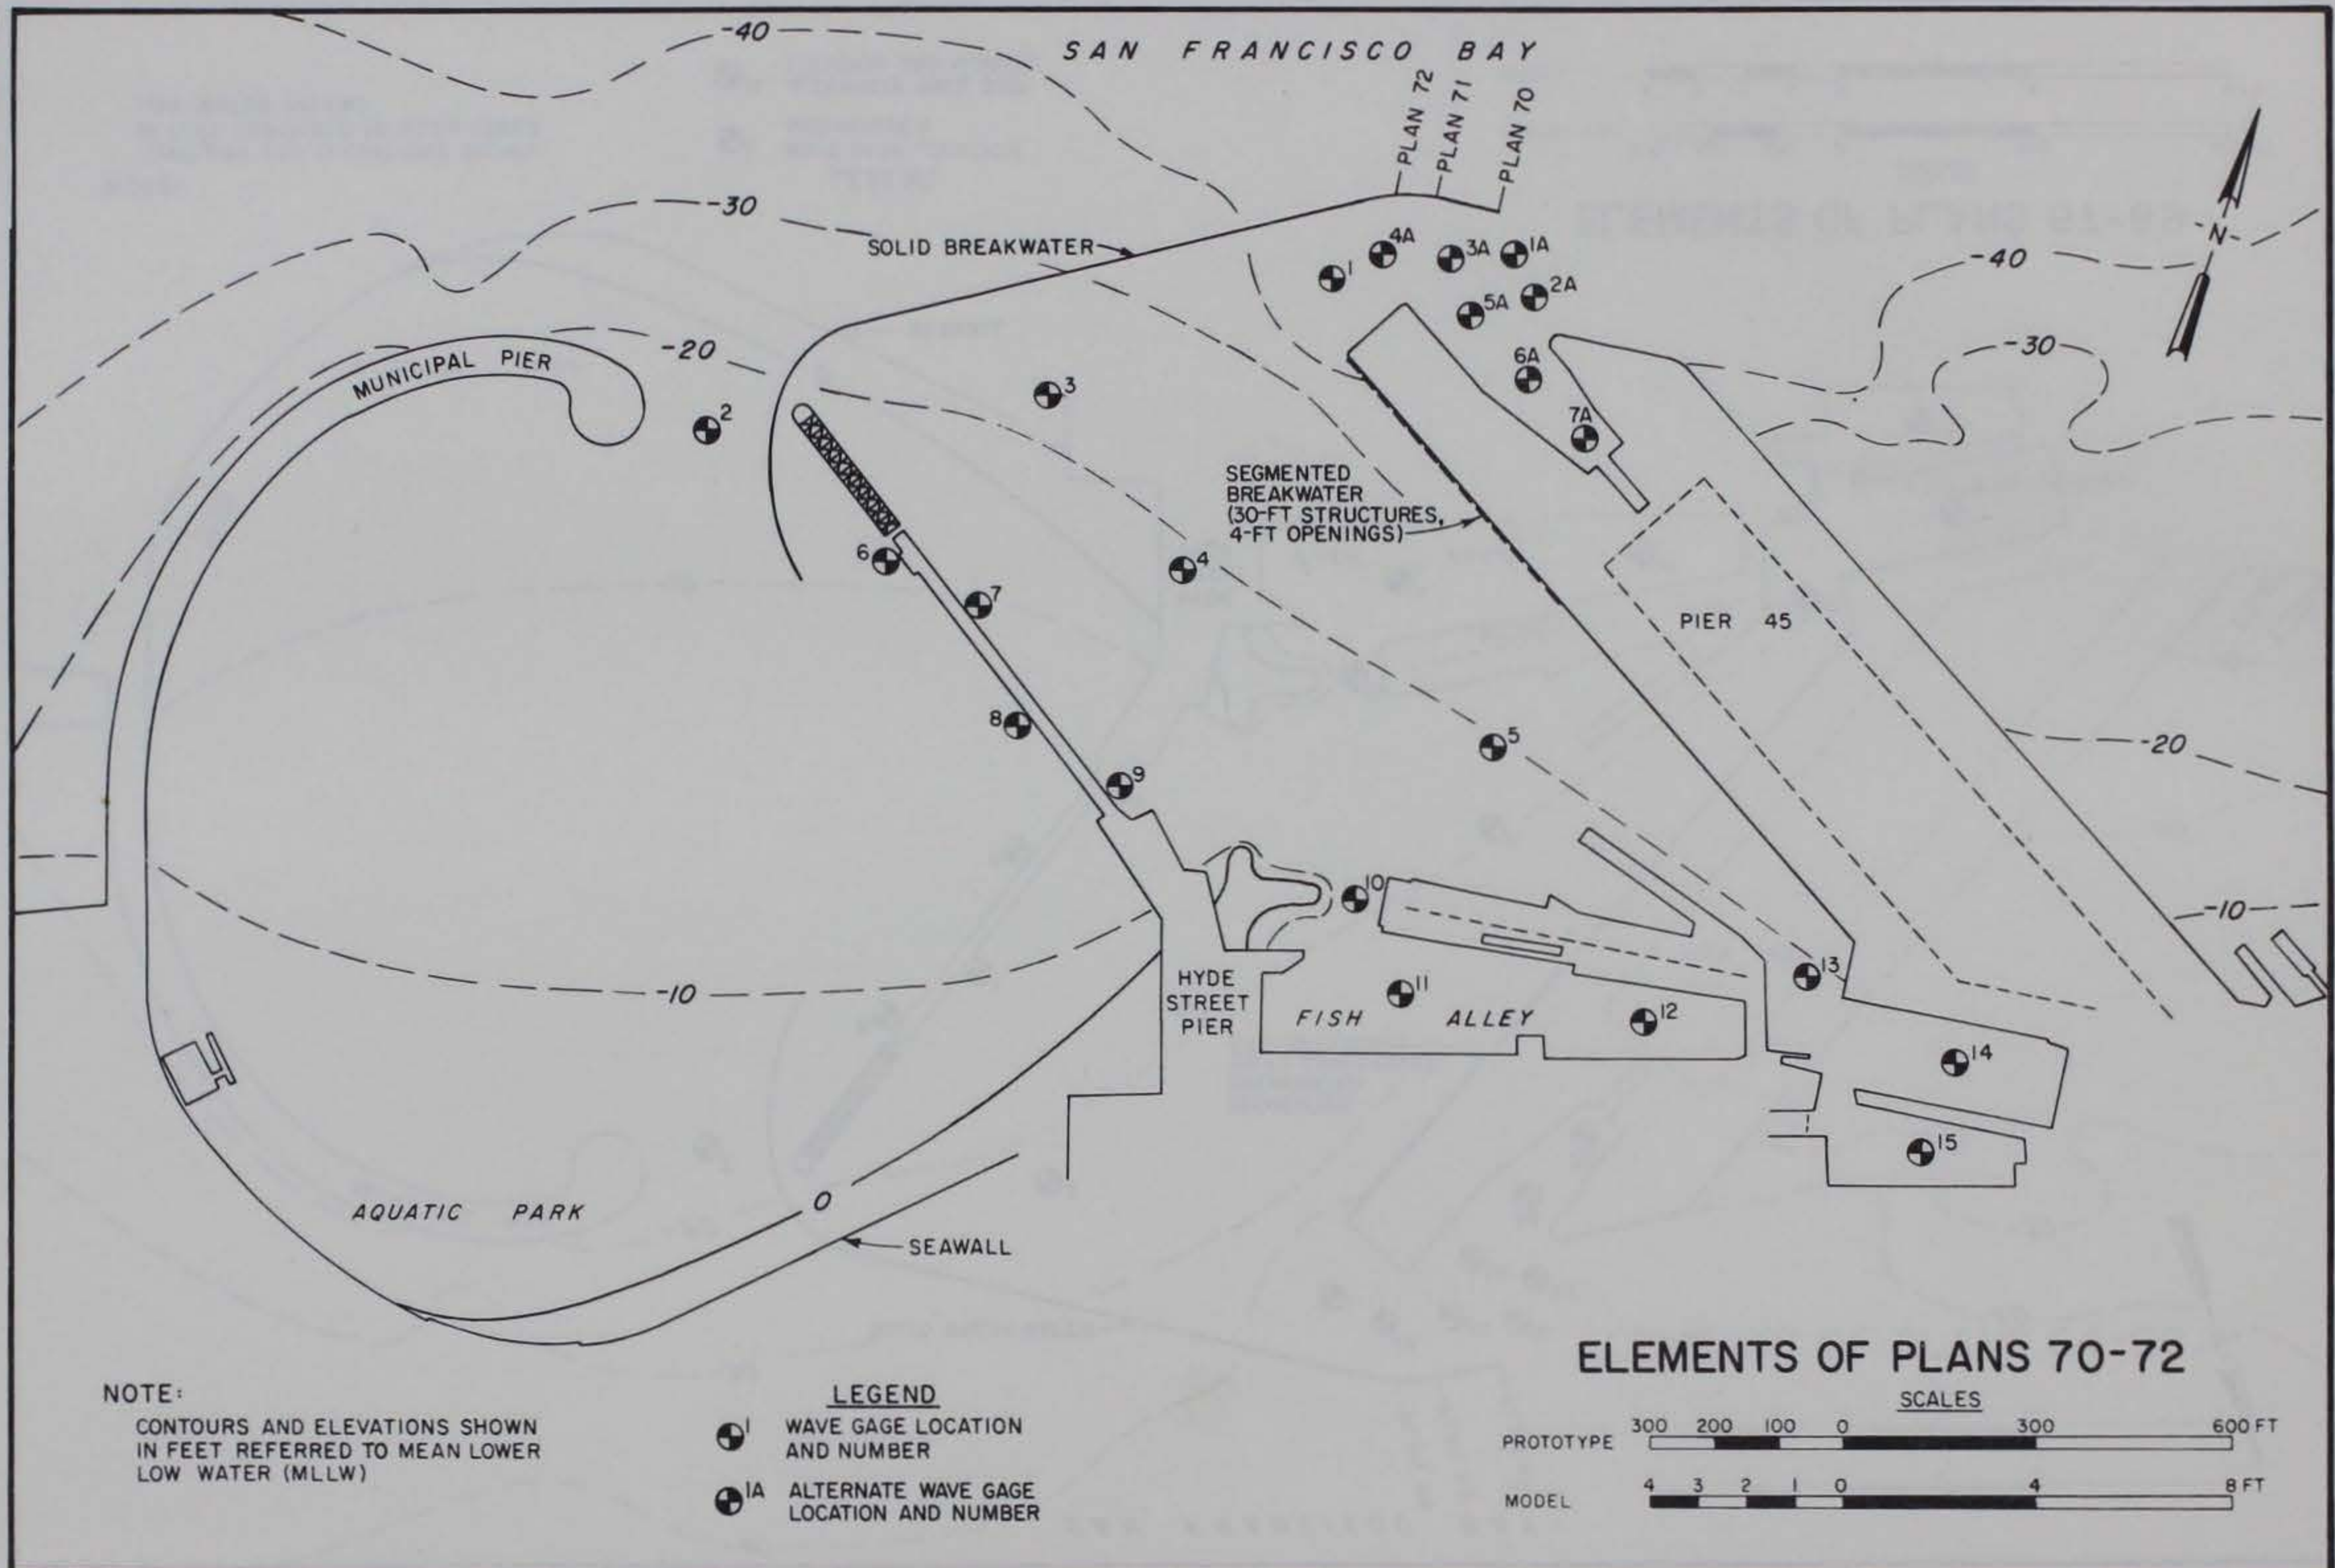 -40
SAN FRANCISCO BAY
PLAN 72
PLAN 71
PLAN 70
-30
SOLID BREAKWATER
4A
3A
1A
1
2A
5A
N
-40
-20
MUNICIPAL PIER
6A
-30
2
3
7A
SEGMENTED
BREAKWATER
(30-FT STRUCTURES,
4-FT OPENINGS)
6
4
7
PIER 45
8
5
-20
9
10
-10
-10
HYDE
STREET
PIER
11
FISH ALLEY
12
13
14
15
AQUATIC PARK
0
SEAWALL
ELEMENTS OF PLANS 70-72
NOTE:
CONTOURS AND ELEVATIONS SHOWN
IN FEET REFERRED TO MEAN LOWER
LOW WATER (MLLW)
LEGEND
1 WAVE GAGE LOCATION
AND NUMBER
1A ALTERNATE WAVE GAGE
LOCATION AND NUMBER
SCALES
300 200 100 0 300 600 FT
PROTOTYPE
4 3 2 1 0 4 8 FT
MODEL